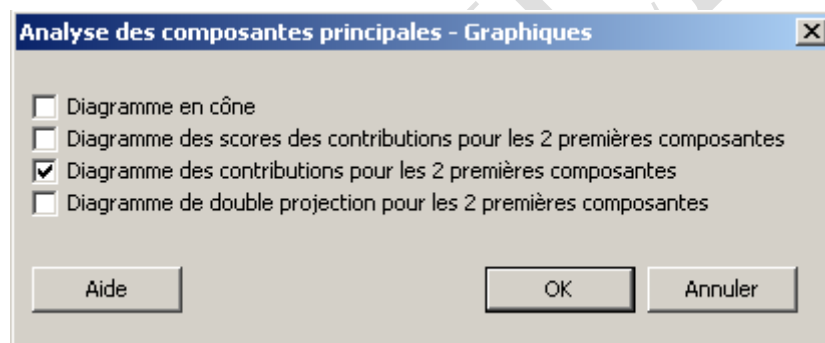 Analyse des composantes principales - Graphiques
Diagramme en cône
Diagramme des scores des contributions pour les 2 premières composantes
Diagramme des contributions pour les 2 premières composantes
Diagramme de double projection pour les 2 premières composantes
Aide OK Annuler